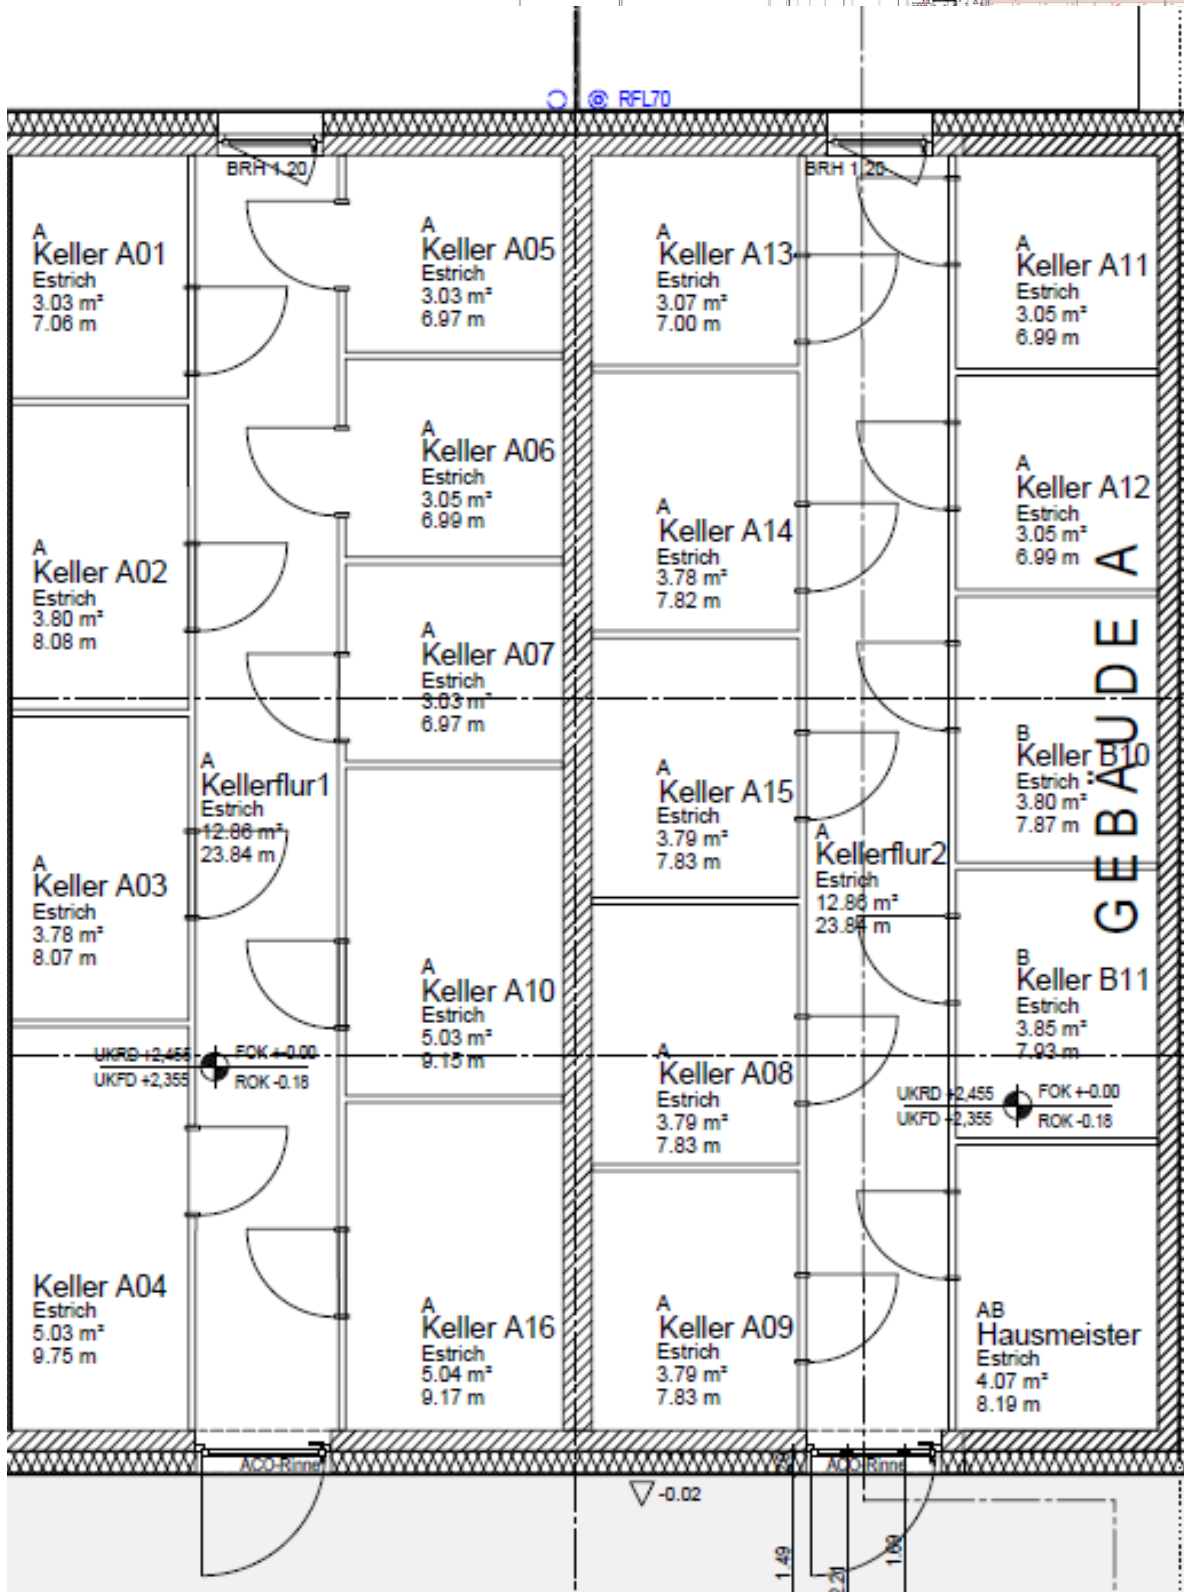 RFL70
BRH 1.20
BRH 1.20
A
Keller A01
Estrich
3.03 m²
7.06 m
A
Keller A05
Estrich
3.03 m²
6.97 m
A
Keller A13
Estrich
3.07 m²
7.00 m
A
Keller A11
Estrich
3.05 m²
6.99 m
A
Keller A06
Estrich
3.05 m²
6.99 m
A
Keller A12
Estrich
3.05 m²
6.99 m
A
Keller A14
Estrich
3.78 m²
7.82 m
A
Keller A02
Estrich
3.80 m²
8.08 m
A
Keller A07
Estrich
3.03 m²
6.97 m
GEBÄUDE A
B
Keller B10
Estrich
3.80 m²
7.87 m
A
Kellerflur1
Estrich
12.86 m²
23.84 m
A
Keller A15
Estrich
3.79 m²
7.83 m
A
Kellerflur2
Estrich
12.86 m²
23.84 m
A
Keller A03
Estrich
3.78 m²
8.07 m
A
Keller A10
Estrich
5.03 m²
9.15 m
B
Keller B11
Estrich
3.85 m²
7.93 m
UKRD +2,455 FOK +-0.00
UKFD +2,355 ROK -0.18
A
Keller A08
Estrich
3.79 m²
7.83 m
UKRD +2,455 FOK +-0.00
UKFD +2,355 ROK -0.18
Keller A04
Estrich
5.03 m²
9.75 m
A
Keller A16
Estrich
5.04 m²
9.17 m
A
Keller A09
Estrich
3.79 m²
7.83 m
AB
Hausmeister
Estrich
4.07 m²
8.19 m
ACO-Rinne
ACO-Rinne
-0.02
1.49